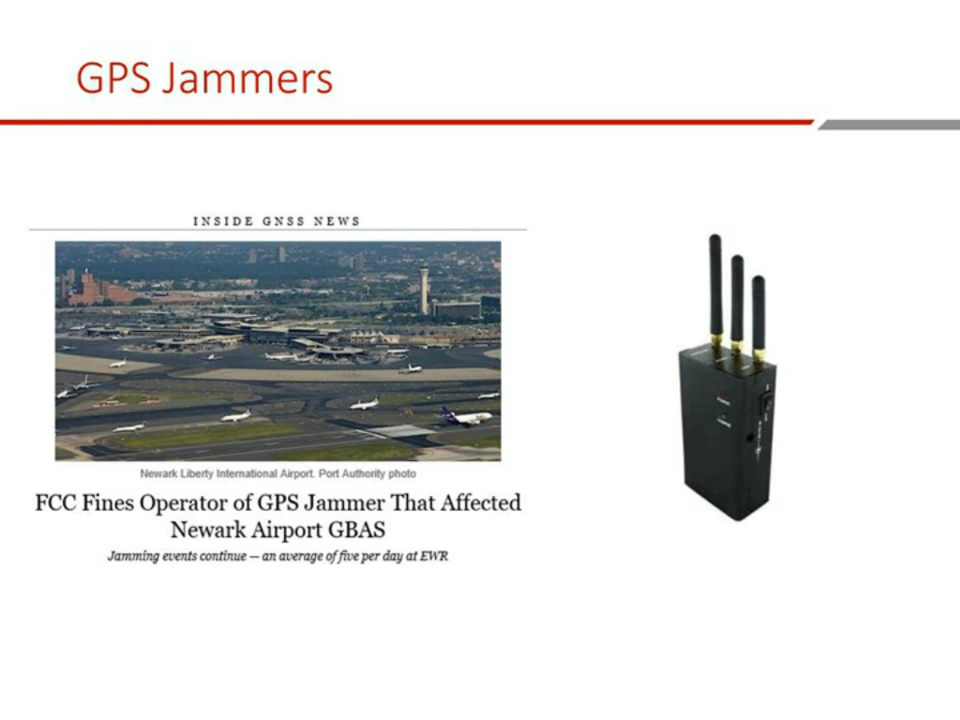 GPS Jammers
INSIDE GNSS NEWS
Newark Liberty International Airport. Port Authority photo
FCC Fines Operator of GPS Jammer That Affected
Newark Airport GBAS
Jamming events continue — an average of five per day at EWR